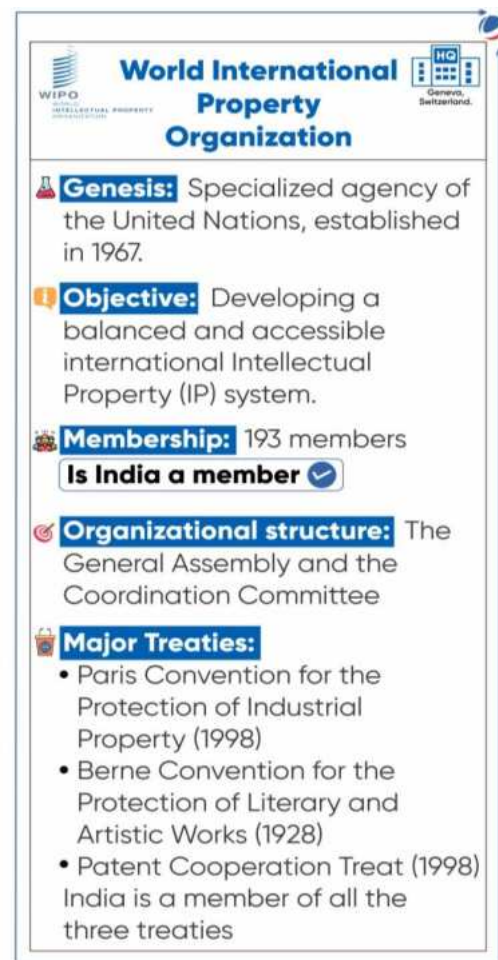 WIPO
WORLD
INTELLECTUAL PROPERTY
ORGANIZATION
World International
Property
Organization
HQ
Geneva,
Switzerland.
Genesis: Specialized agency of
the United Nations, established
in 1967.
Objective: Developing a
balanced and accessible
international Intellectual
Property (IP) system.
Membership: 193 members
Is India a member
Organizational structure: The
General Assembly and the
Coordination Committee
Major Treaties:
• Paris Convention for the
Protection of Industrial
Property (1998)
• Berne Convention for the
Protection of Literary and
Artistic Works (1928)
• Patent Cooperation Treat (1998)
India is a member of all the
three treaties